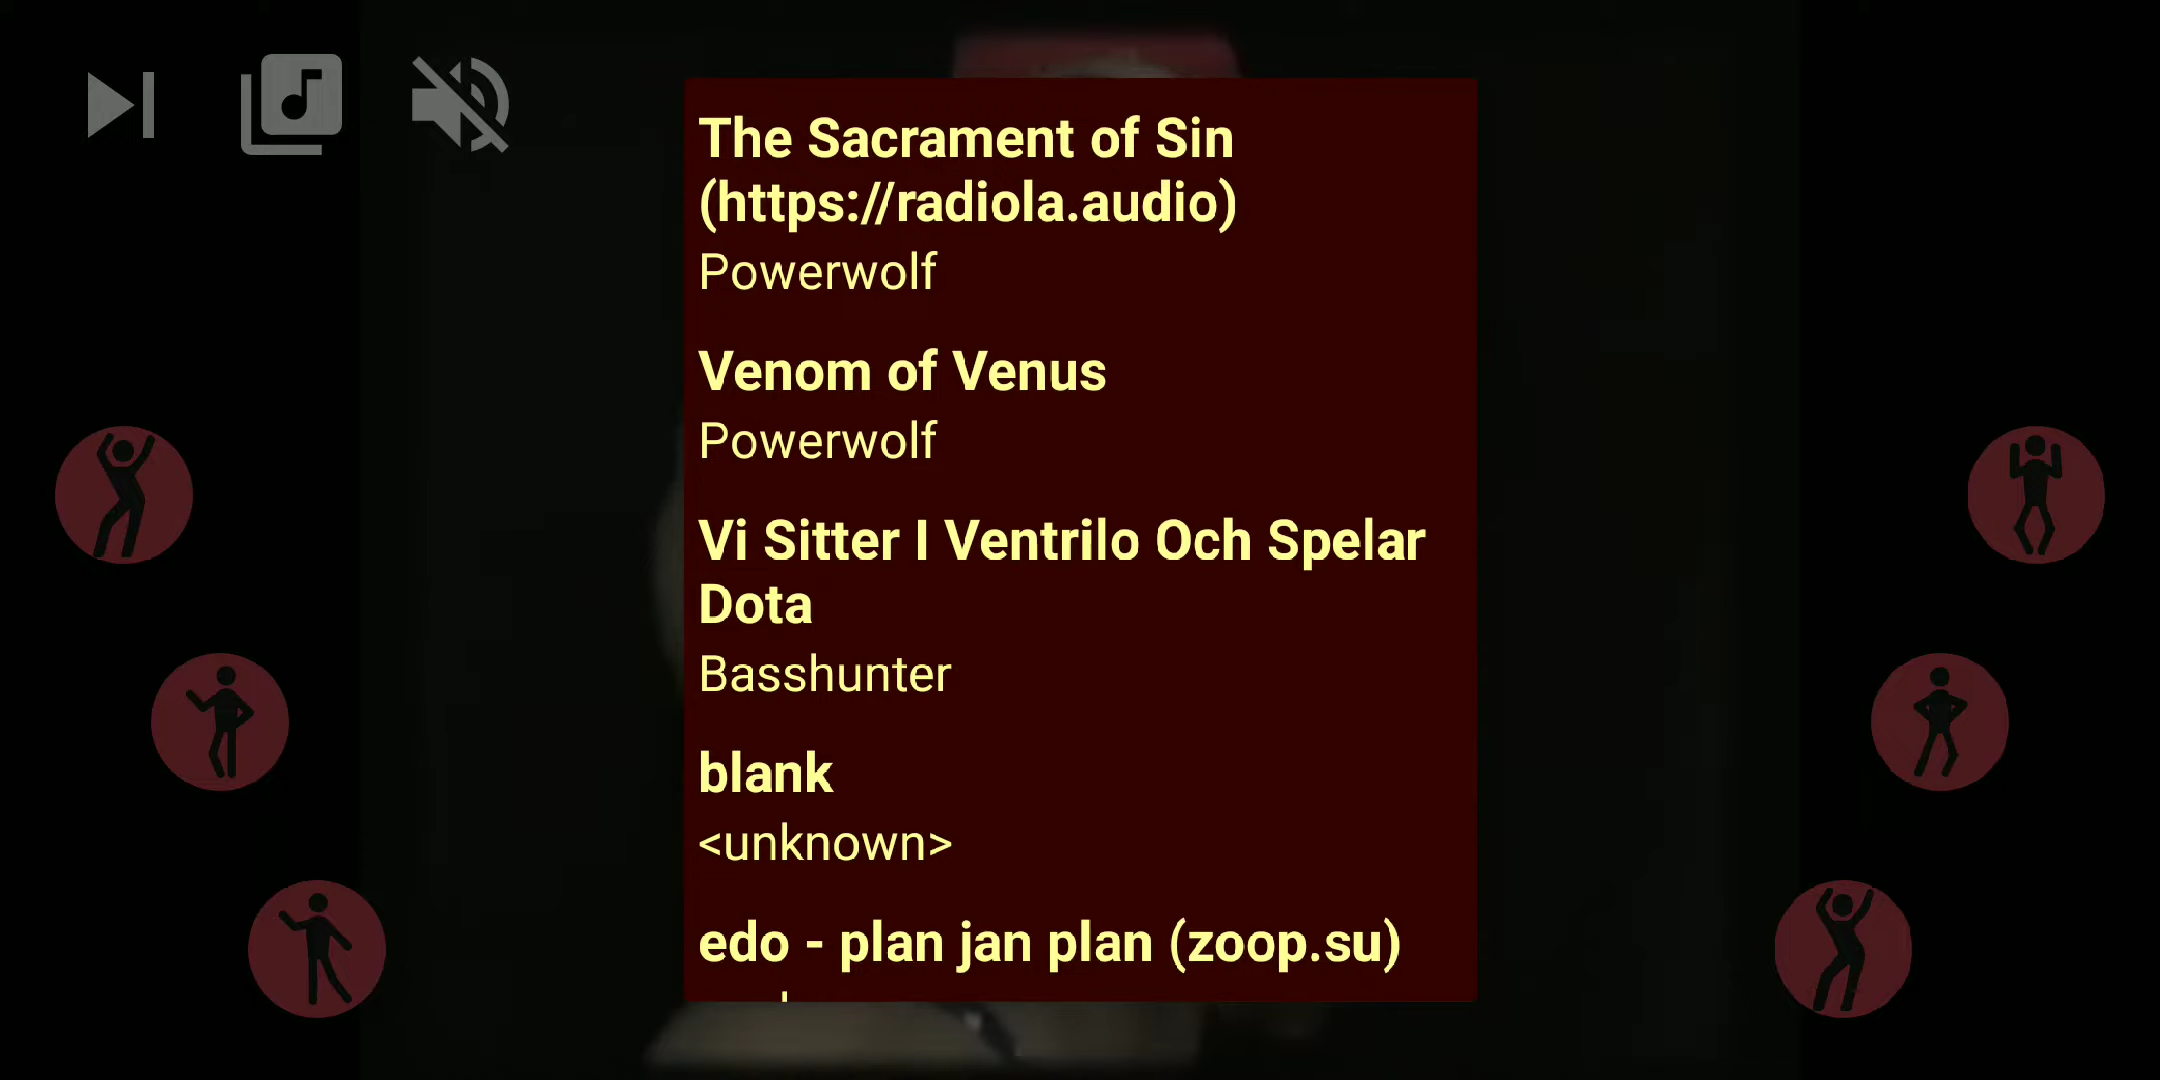 The Sacrament of Sin
(https://radiola.audio)
Powerwolf
Venom of Venus
Powerwolf
Vi Sitter I Ventrilo Och Spelar
Dota
Basshunter
blank
<unknown>
edo - plan jan plan (zoop.su)